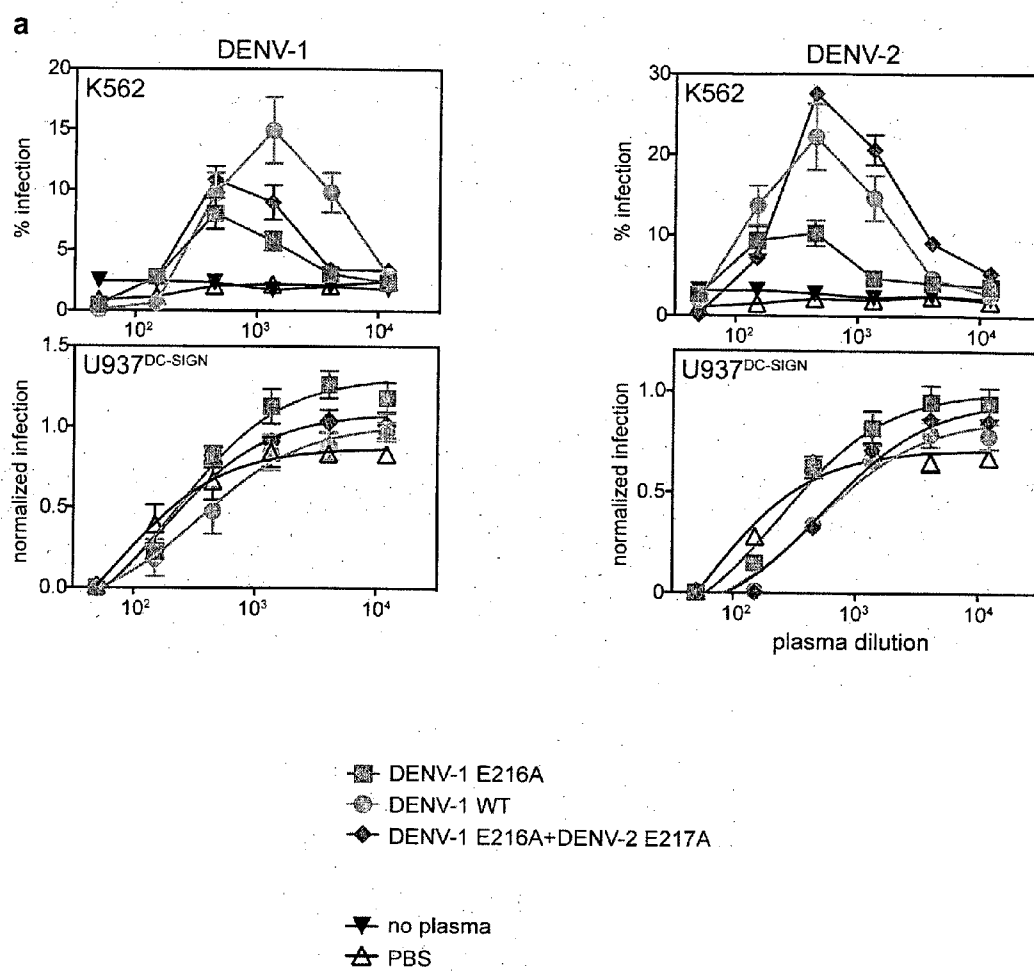 a
DENV-1
20
K562
15
10
5
0
% infection
10²
10³
10⁴
DENV-2
30
K562
20
10
0
% infection
10²
10³
10⁴
1.5
U937DC-SIGN
1.0
0.5
0.0
normalized infection
10²
10³
10⁴
U937DC-SIGN
1.0
0.5
0
normalized infection
10²
10³
10⁴
plasma dilution
DENV-1 E216A
DENV-1 WT
DENV-1 E216A+DENV-2 E217A
no plasma
PBS